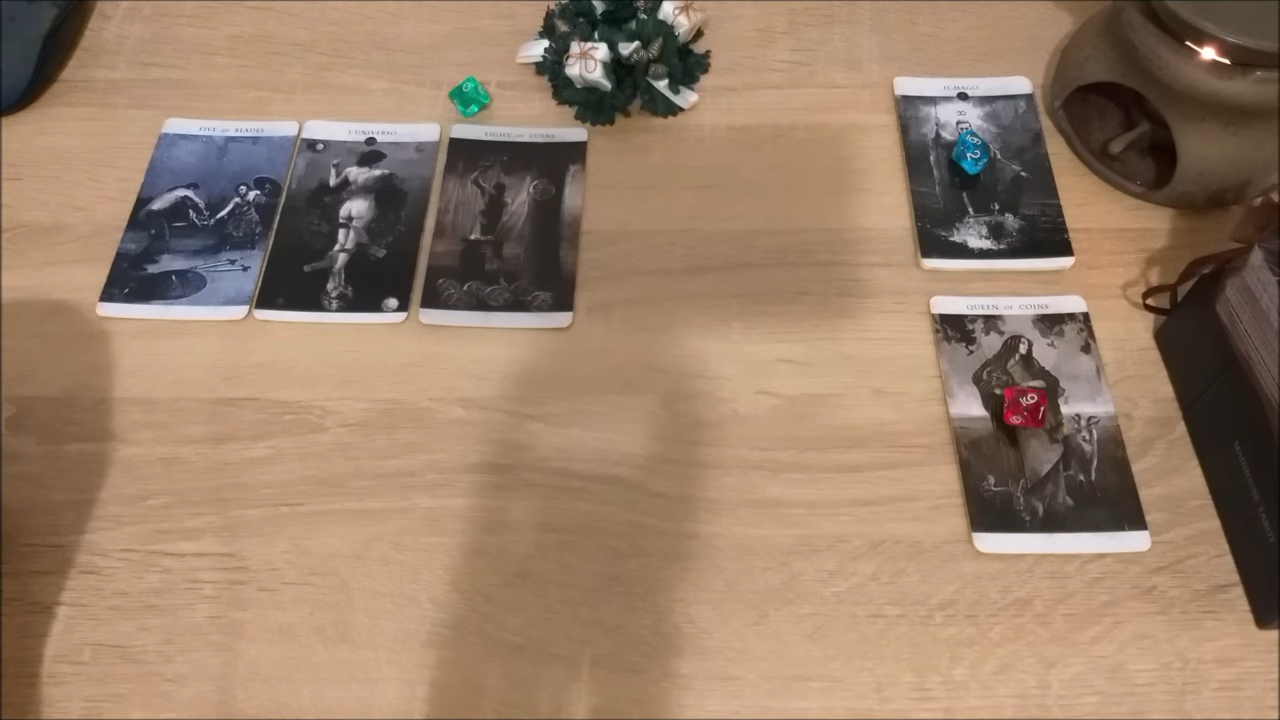 FIVE OF BLADES
L'UNIVERSO
EIGHT OF COINS
IL MAGO
QUEEN OF COINS